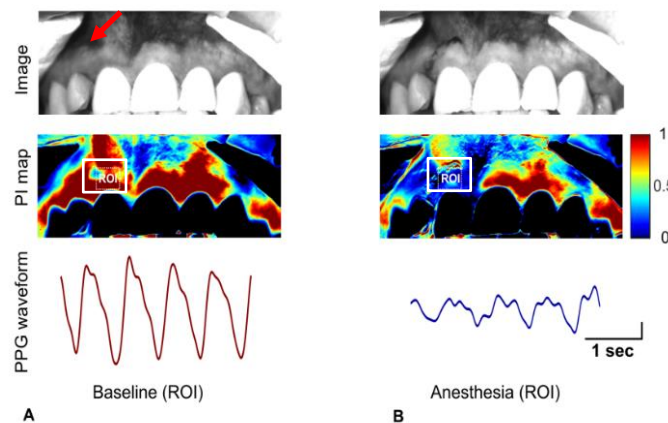 Image
PI map
ROI
ROI
1
0.5
0
PPG waveform
1 sec
Baseline (ROI)
Anesthesia (ROI)
A
B